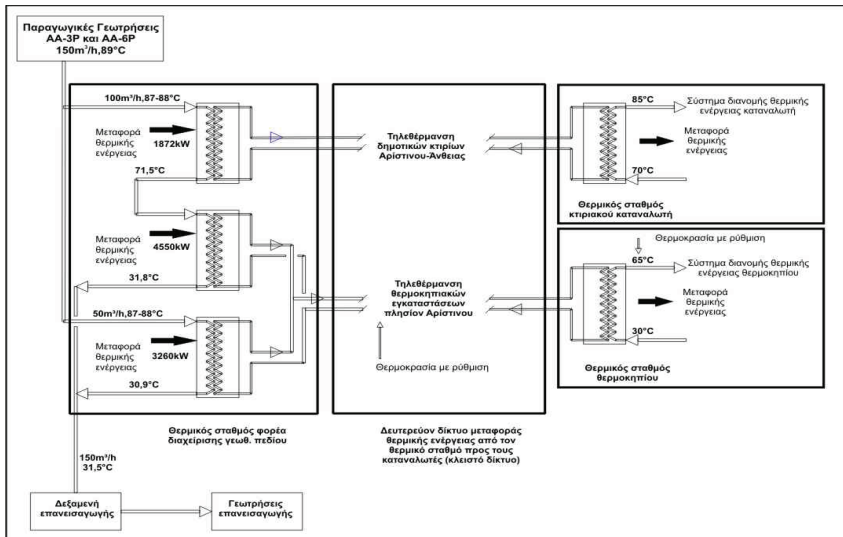 Παραγωγικές Γεωτρήσεις
ΑΑ-3Ρ και ΑΑ-6Ρ
150m³/h,89°C
100m³/h,87-88°C
Μεταφορά
θερμικής
ενέργειας
1872kW
71,5°C
Μεταφορά
θερμικής
ενέργειας
4550kW
31,8°C
50m³/h,87-88°C
Μεταφορά
θερμικής
ενέργειας
3260kW
30,9°C
Θερμικός σταθμός φορέα
διαχείρισης γεωθ. πεδίου
150m³/h
31,5°C
Δεξαμενή
επανεισαγωγής
Γεωτρήσεις
επανεισαγωγής
Τηλεθέρμανση
δημοτικών κτιρίων
Αρίστινου-Άνθειας
Τηλεθέρμανση
θερμοκηπιακών
εγκαταστάσεων
πλησίον Αρίστινου
Θερμοκρασία με ρύθμιση
Δευτερεύον δίκτυο μεταφοράς
θερμικής ενέργειας από τον
θερμικό σταθμό προς τους
καταναλωτές (κλειστό δίκτυο)
85°C
Σύστημα διανομής θερμικής
ενέργειας καταναλωτή
Μεταφορά
θερμικής
ενέργειας
70°C
Θερμικός σταθμός
κτιριακού καταναλωτή
Θερμοκρασία με ρύθμιση
65°C
Σύστημα διανομής θερμικής
ενέργειας θερμοκηπίου
Μεταφορά
θερμικής
ενέργειας
30°C
Θερμικός σταθμός
θερμοκηπίου